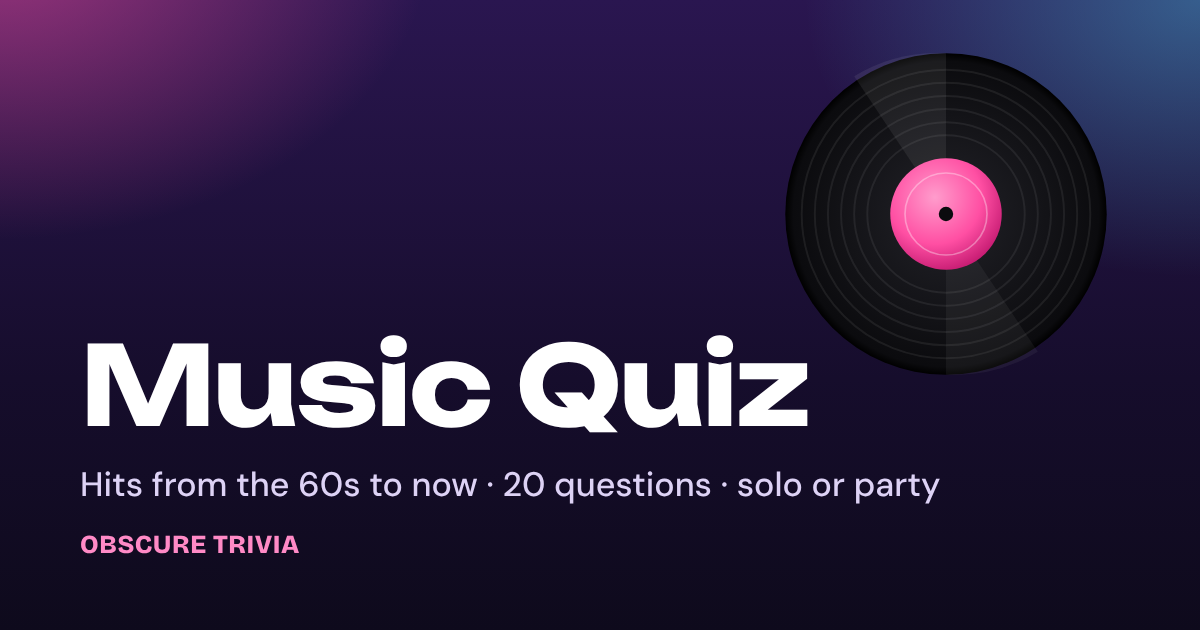 Music Quiz
Hits from the 60s to now · 20 questions · solo or party
OBSCURE TRIVIA